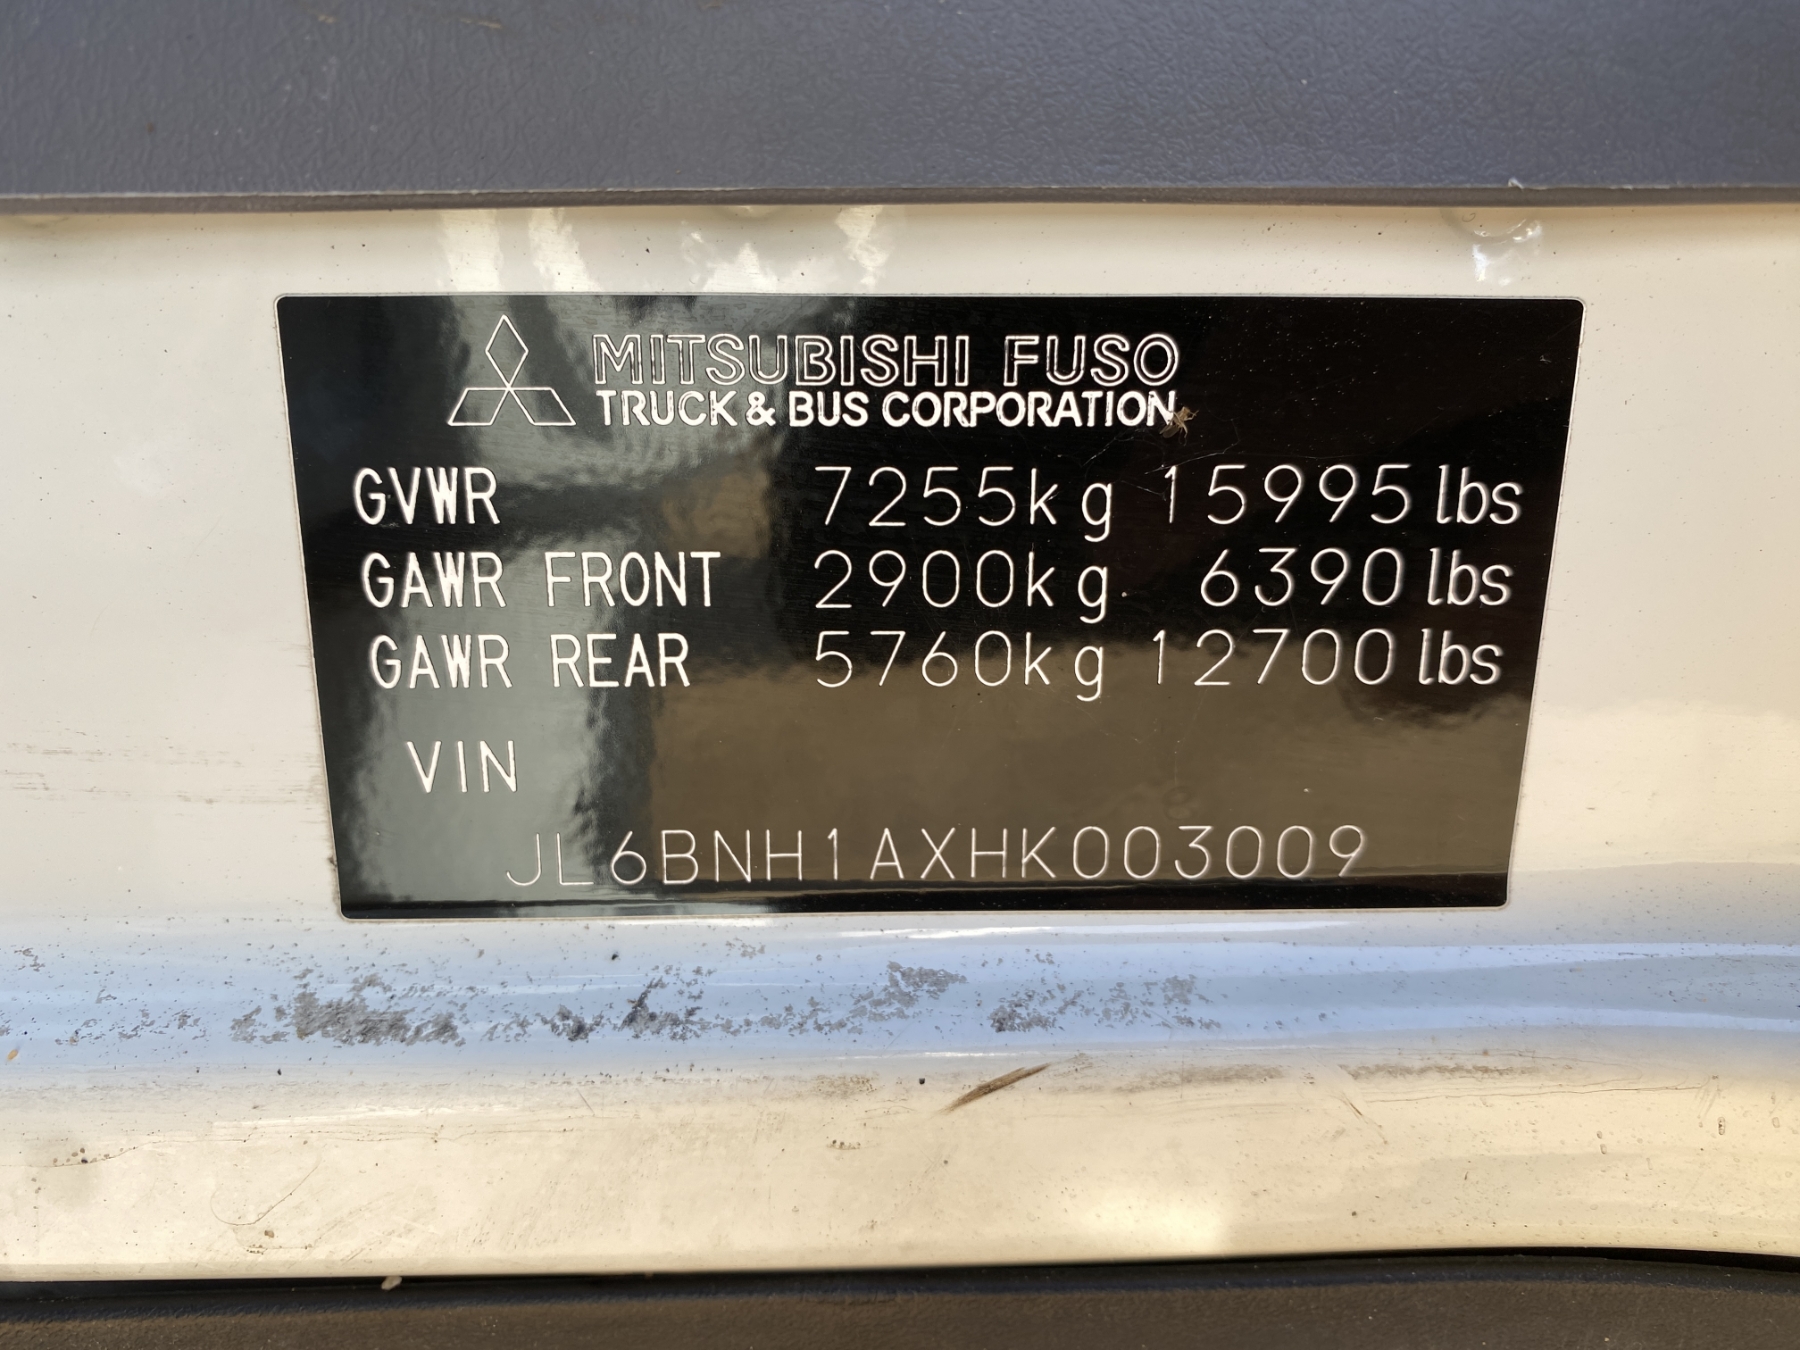 MITSUBISHI FUSO
TRUCK & BUS CORPORATION
GVWR 7255kg 15995 lbs
GAWR FRONT 2900kg 6390 lbs
GAWR REAR 5760kg 12700 lbs
VIN
JL6BNH1AXHK003009